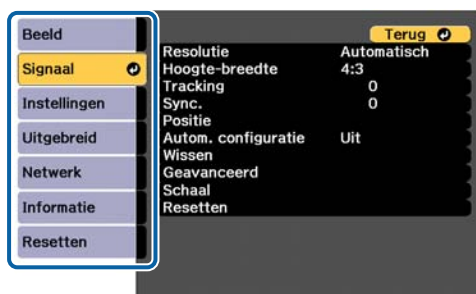 Beeld
Signaal
Instellingen
Uitgebreid
Netwerk
Informatie
Resetten
Terug
Resolutie Automatisch
Hoogte-breedte 4:3
Tracking 0
Sync. 0
Positie
Autom. configuratie Uit
Wissen
Geavanceerd
Schaal
Resetten